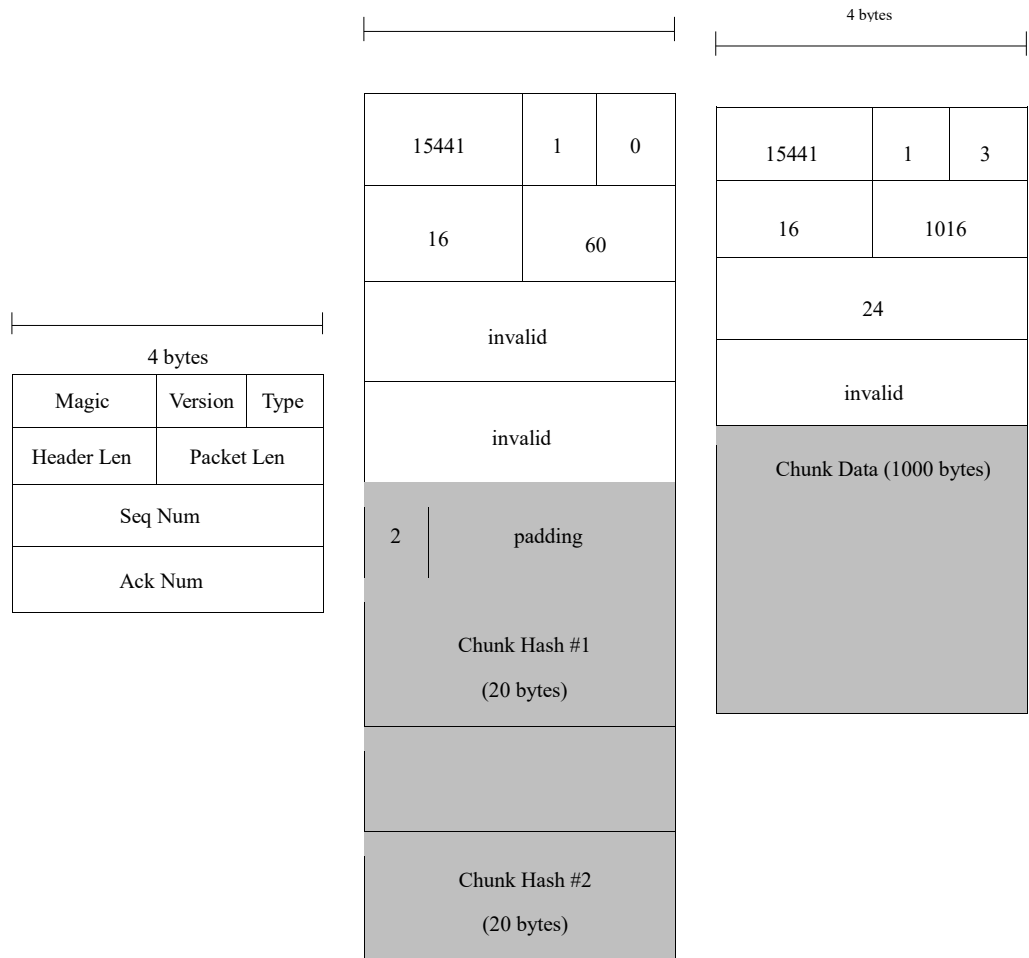 4 bytes
Magic Version Type
Header Len Packet Len
Seq Num
Ack Num
15441 1 0
16 60
invalid
invalid
2 padding
Chunk Hash #1
(20 bytes)
Chunk Hash #2
(20 bytes)
4 bytes
15441 1 3
16 1016
24
invalid
Chunk Data (1000 bytes)